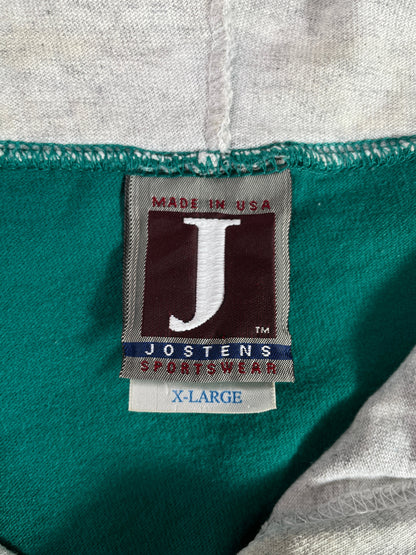 MADE IN USA
J
TM
JOSTENS
SPORTSWEAR
X-LARGE